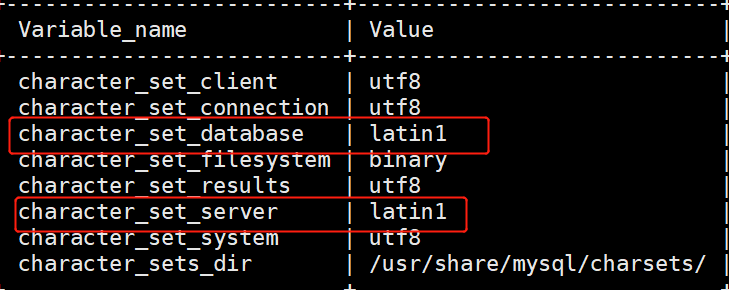 Variable_name | Value |
character_set_client | utf8
character_set_connection | utf8
character_set_database | latin1
character_set_filesystem | binary
character_set_results | utf8
character_set_server | latin1
character_set_system | utf8
character_sets_dir | /usr/share/mysql/charsets/ |